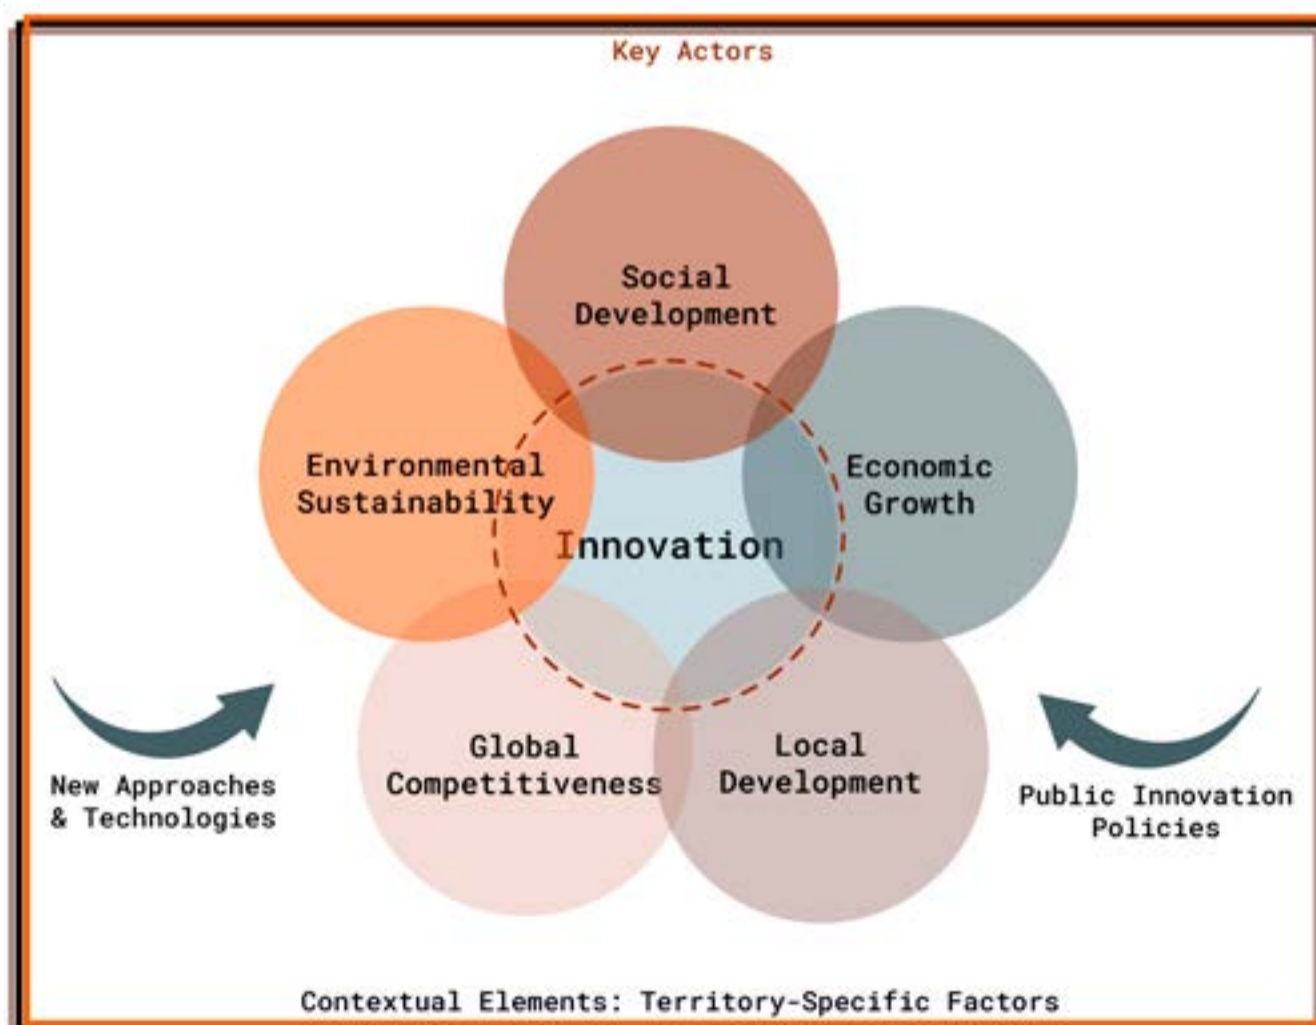 Key Actors
Social
Development
Environmental
Sustainability
Economic
Growth
Innovation
Global
Competitiveness
Local
Development
New Approaches
& Technologies
Public Innovation
Policies
Contextual Elements: Territory-Specific Factors